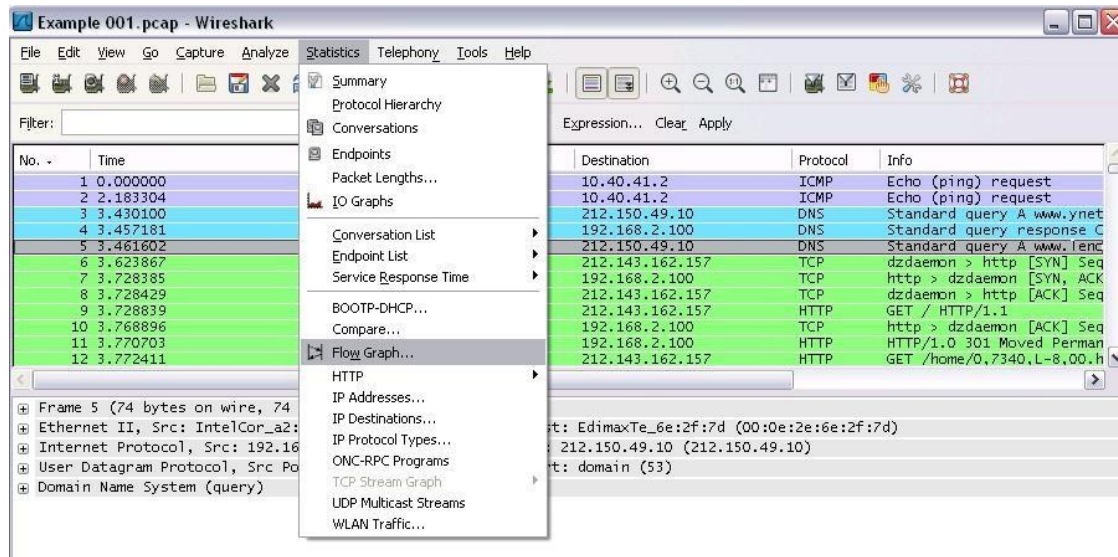 Example 001.pcap - Wireshark
File Edit View Go Capture Analyze Statistics Telephony Tools Help
Summary
Protocol Hierarchy
Conversations
Endpoints
Packet Lengths...
IO Graphs
Conversation List
Endpoint List
Service Response Time
BOOTP-DHCP...
Compare...
Flow Graph...
HTTP
IP Addresses...
IP Destinations...
IP Protocol Types...
ONC-RPC Programs
TCP Stream Graph
UDP Multicast Streams
WLAN Traffic...
Filter: Expression... Clear Apply
No. Time Destination Protocol Info
1 0.000000 10.40.41.2 ICMP Echo (ping) request
2 2.183304 10.40.41.2 ICMP Echo (ping) request
3 3.430100 212.150.49.10 DNS Standard query A www.ynet
4 3.457181 192.168.2.100 DNS Standard query response C
5 3.461602 212.150.49.10 DNS Standard query A
6 3.623867 212.143.162.157 TCP dzdaemon > http [SYN] Seq
7 3.728385 192.168.2.100 TCP http > dzdaemon [SYN, ACK
8 3.728429 212.143.162.157 TCP dzdaemon > http [ACK] Seq
9 3.728839 212.143.162.157 HTTP GET / HTTP/1.1
10 3.768896 192.168.2.100 TCP http > dzdaemon [ACK] Seq
11 3.770703 192.168.2.100 HTTP HTTP/1.0 301 Moved Perman
12 3.772411 212.143.162.157 HTTP GET /home/0,7340,L-8,00.h
Frame 5 (74 bytes on wire, 74
Ethernet II, Src: IntelCor_a2: st: EdimaxTe_6e:2f:7d (00:0e:2e:6e:2f:7d)
Internet Protocol, Src: 192.16 : 212.150.49.10 (212.150.49.10)
User Datagram Protocol, Src Po t: domain (53)
Domain Name System (query)